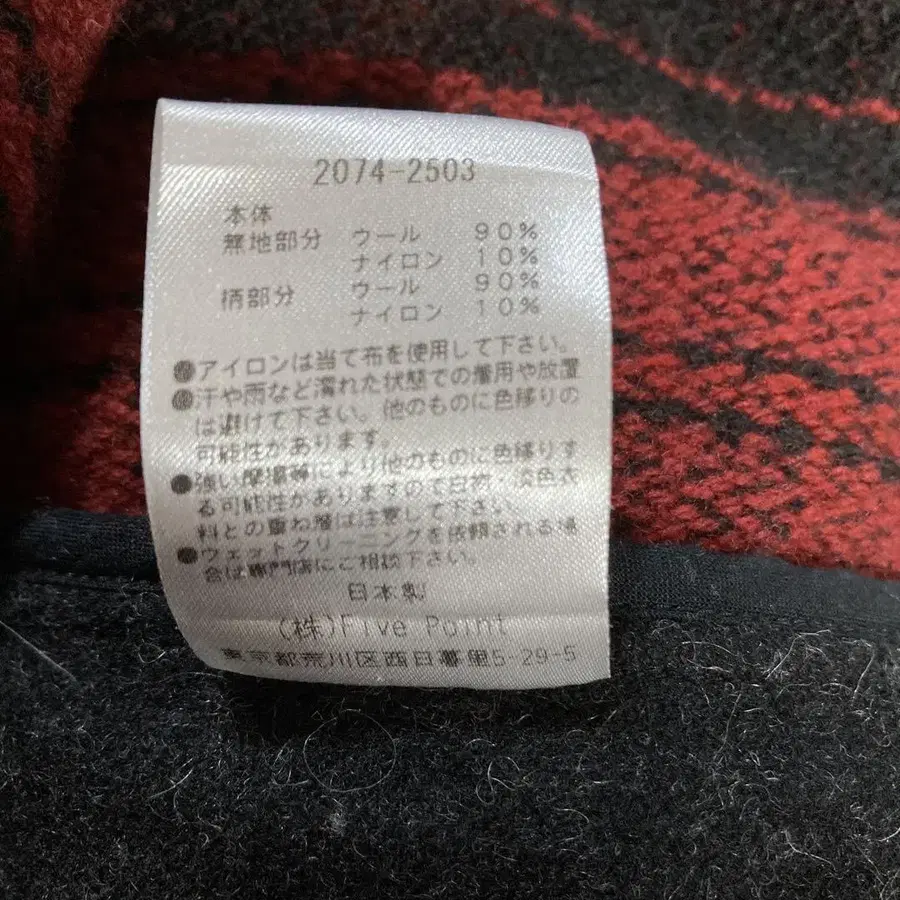 2074-2503
本体
無地部分 ウール 90%
ナイロン 10%
柄部分 ウール 90%
ナイロン 10%
●アイロンは当て布を使用して下さい。
●汗や雨など濡れた状態での着用や放置
は避けて下さい。他のものに色移りの
可能性があります。
●強い摩擦等により他のものに色移りす
る可能性がありますので白荷・淡色衣
料との重ね着は注意して下さい。
●ウェットクリーニングを依頼される場
合は専門店にご相談下さい。
日本製
(株)Five Point
東京都荒川区西日暮里5-29-5